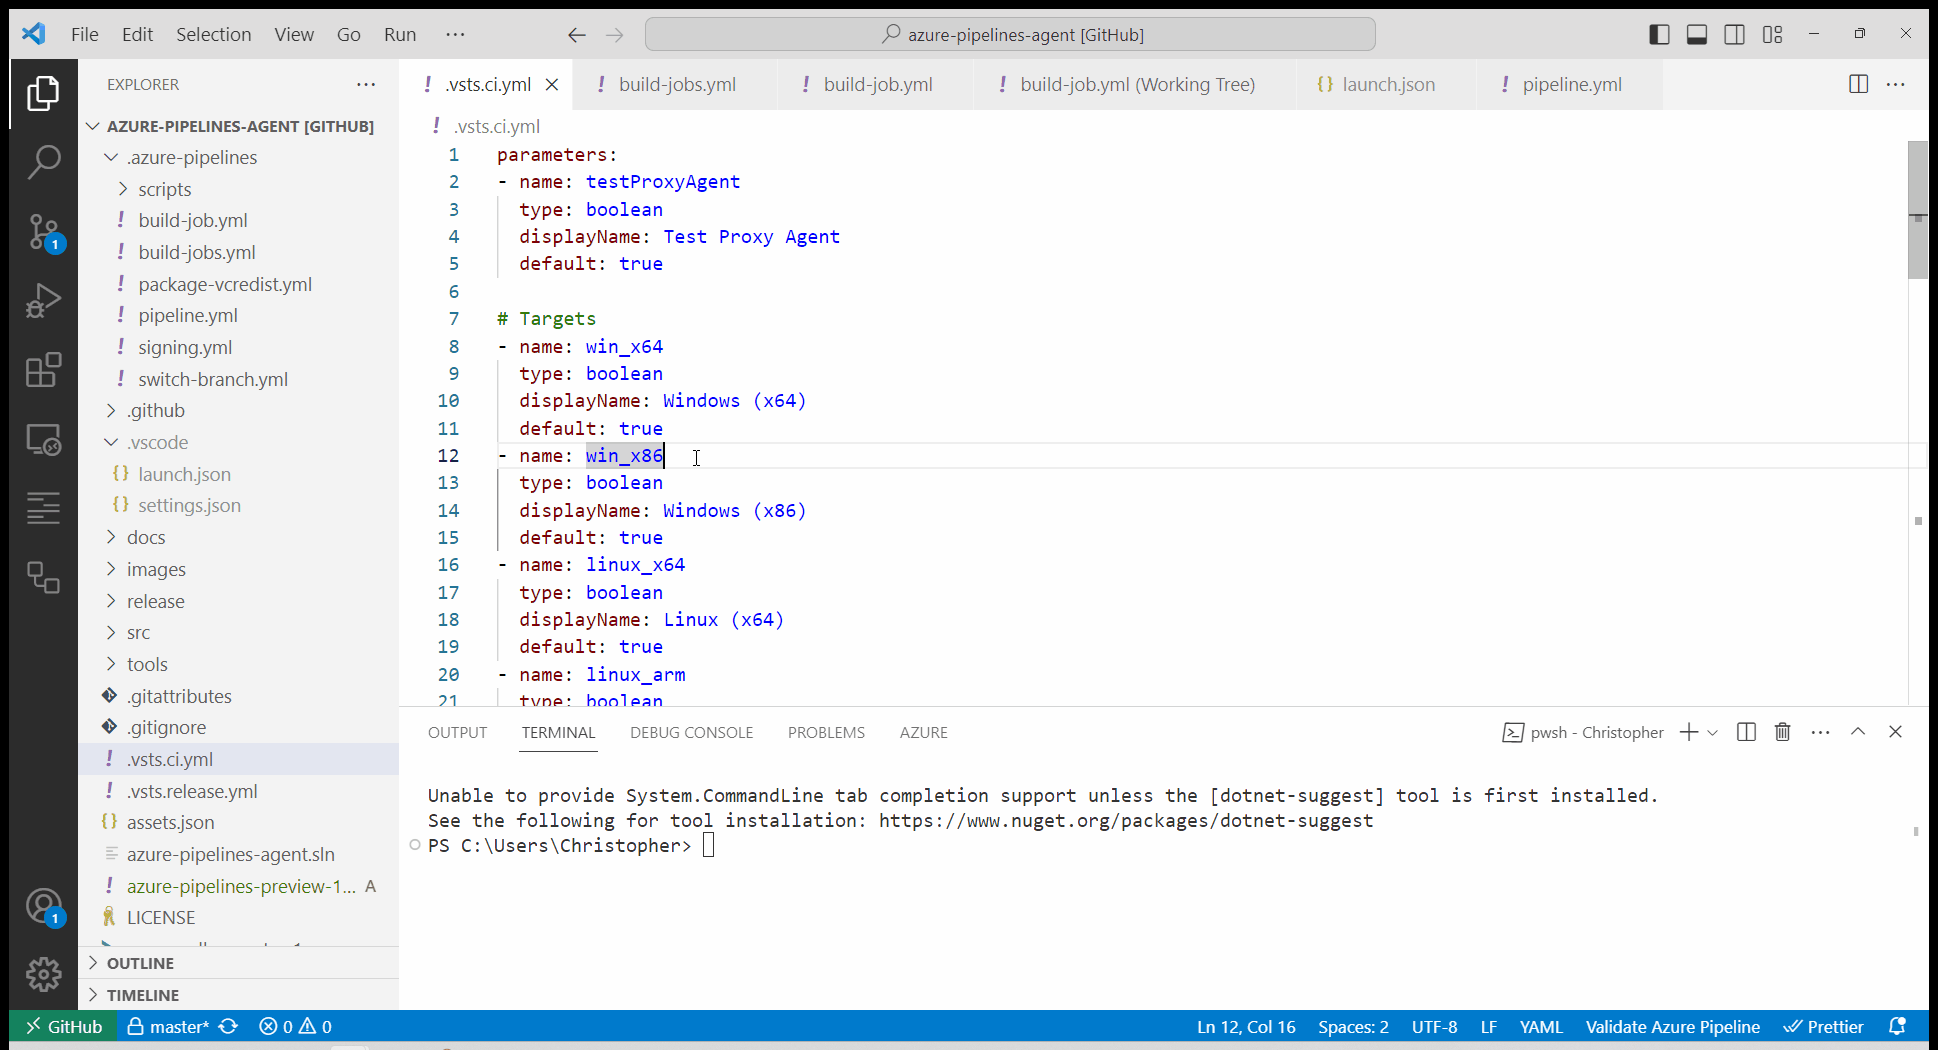 File Edit Selection View Go Run ···
azure-pipelines-agent [GitHub]
EXPLORER
AZURE-PIPELINES-AGENT [GITHUB]
.azure-pipelines
scripts
! build-job.yml
! build-jobs.yml
! package-vcredist.yml
! pipeline.yml
! signing.yml
! switch-branch.yml
.github
.vscode
{} launch.json
{} settings.json
docs
images
release
src
tools
.gitattributes
.gitignore
! .vsts.ci.yml
! .vsts.release.yml
{} assets.json
azure-pipelines-agent.sln
! azure-pipelines-preview-1... A
LICENSE
OUTLINE
TIMELINE
1
1
! .vsts.ci.yml ! build-jobs.yml ! build-job.yml ! build-job.yml (Working Tree) {} launch.json ! pipeline.yml
! .vsts.ci.yml
1 parameters:
2 - name: testProxyAgent
3 type: boolean
4 displayName: Test Proxy Agent
5 default: true
6
7 # Targets
8 - name: win_x64
9 type: boolean
10 displayName: Windows (x64)
11 default: true
12 - name: win_x86
13 type: boolean
14 displayName: Windows (x86)
15 default: true
16 - name: linux_x64
17 type: boolean
18 displayName: Linux (x64)
19 default: true
20 - name: linux_arm
21 type: boolean
OUTPUT TERMINAL DEBUG CONSOLE PROBLEMS AZURE
pwsh - Christopher
Unable to provide System.CommandLine tab completion support unless the [dotnet-suggest] tool is first installed.
See the following for tool installation: https://www.nuget.org/packages/dotnet-suggest
PS C:\Users\Christopher>
GitHub master* 0 0 Ln 12, Col 16 Spaces: 2 UTF-8 LF YAML Validate Azure Pipeline Prettier